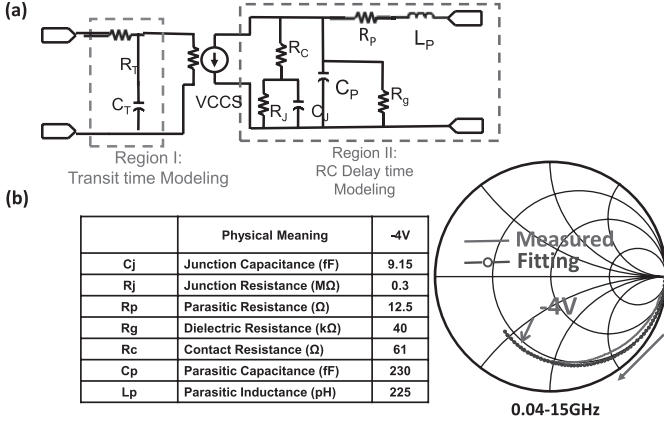 (a)
R_T
C_T
VCCS
R_C
R_J
C_J
C_P
R_P
L_P
R_g
Region I:
Transit time Modeling
Region II:
RC Delay time
Modeling
(b)
Physical Meaning -4V
Cj Junction Capacitance (fF) 9.15
Rj Junction Resistance (MΩ) 0.3
Rp Parasitic Resistance (Ω) 12.5
Rg Dielectric Resistance (kΩ) 40
Rc Contact Resistance (Ω) 61
Cp Parasitic Capacitance (fF) 230
Lp Parasitic Inductance (pH) 225
Measured
Fitting
-4V
0.04-15GHz